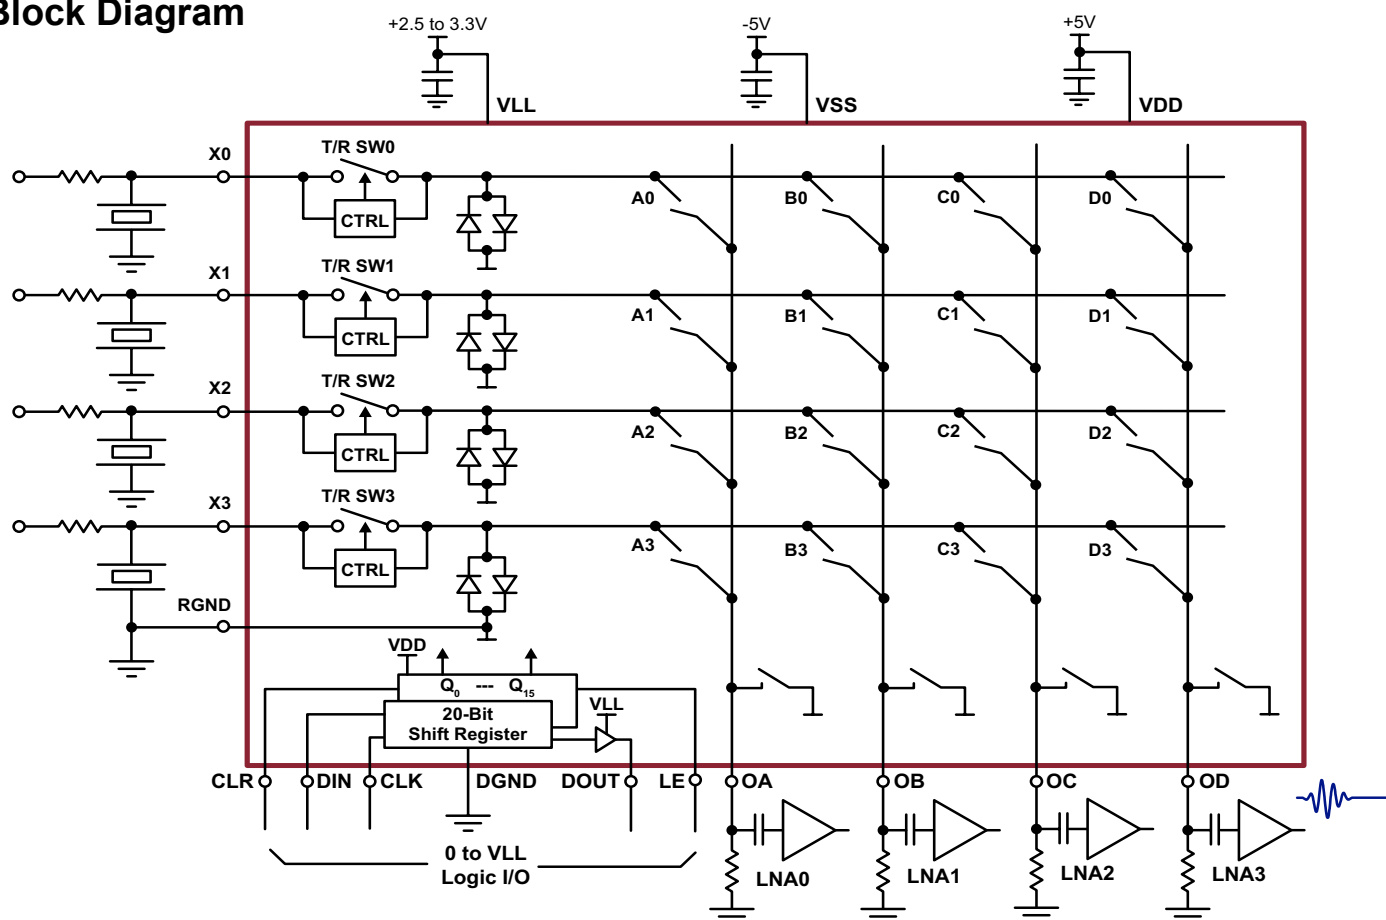 Block Diagram
+2.5 to 3.3V
-5V
+5V
VLL
VSS
VDD
X0
T/R SW0
CTRL
A0
B0
C0
D0
X1
T/R SW1
CTRL
A1
B1
C1
D1
X2
T/R SW2
CTRL
A2
B2
C2
D2
X3
T/R SW3
CTRL
A3
B3
C3
D3
RGND
VDD
Q0 --- Q15
20-Bit
Shift Register
VLL
CLR
DIN
CLK
DGND
DOUT
LE
OA
OB
OC
OD
0 to VLL
Logic I/O
LNA0
LNA1
LNA2
LNA3